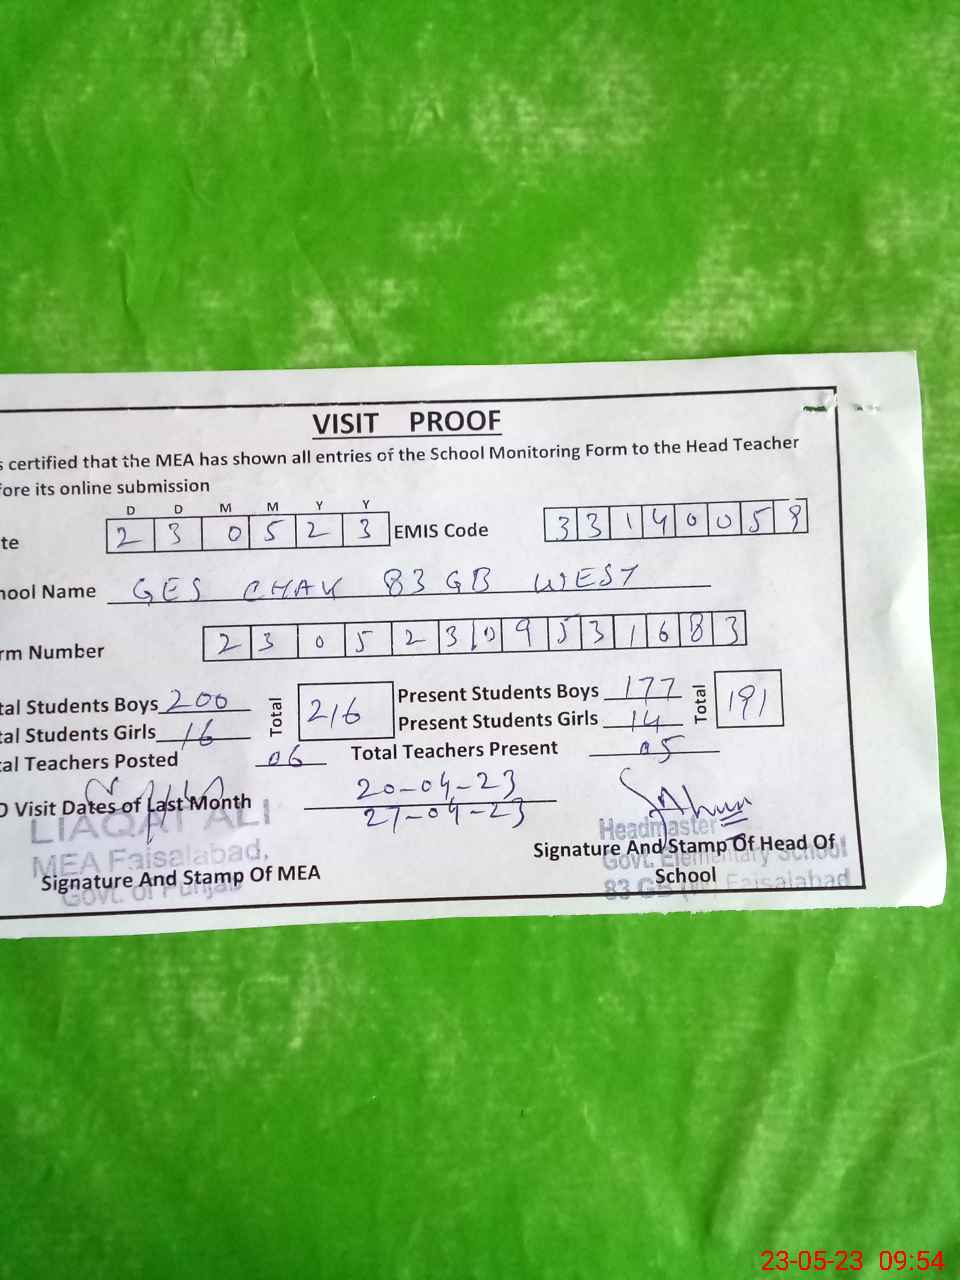 VISIT PROOF
s certified that the MEA has shown all entries of the School Monitoring Form to the Head Teacher
fore its online submission
D D M M Y Y
te 2 3 0 5 2 3 EMIS Code 3 3 1 4 0 0 5 9
hool Name GES CHAK 83 GB WEST
rm Number 2 3 0 5 2 3 0 9 5 3 1 6 8 3
tal Students Boys 200 Total 216 Present Students Boys 177 Total 191
tal Students Girls 16 Present Students Girls 14
al Teachers Posted 06 Total Teachers Present 05
O Visit Dates of Last Month 20-04-23
27-04-23
LIAQAT ALI
MEA Faisalabad,
Govt. Of Punjab
Signature And Stamp Of MEA
Headmaster
Govt. Elementary School
83 GB Faisalabad
Signature And Stamp Of Head Of
School
23-05-23 09:54